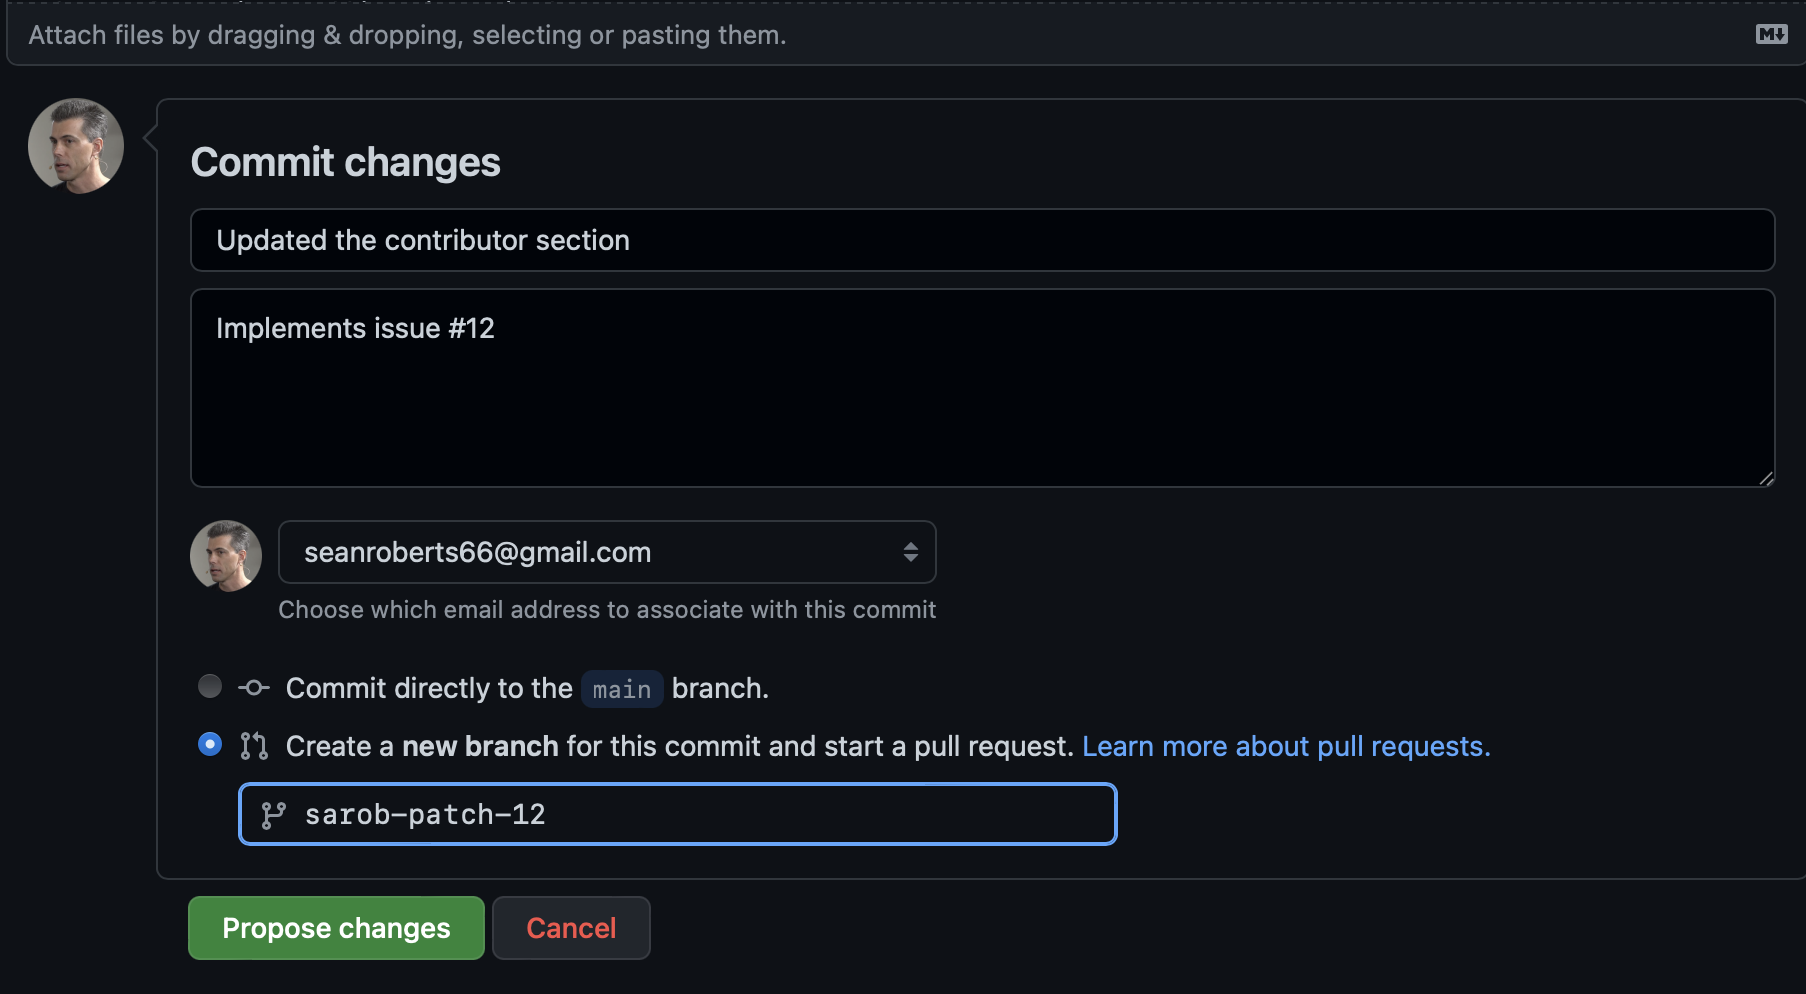 Attach files by dragging & dropping, selecting or pasting them.
M
Commit changes
Updated the contributor section
Implements issue #12
seanroberts66@gmail.com
Choose which email address to associate with this commit
Commit directly to the main branch.
Create a new branch for this commit and start a pull request. Learn more about pull requests.
sarob-patch-12
Propose changes
Cancel